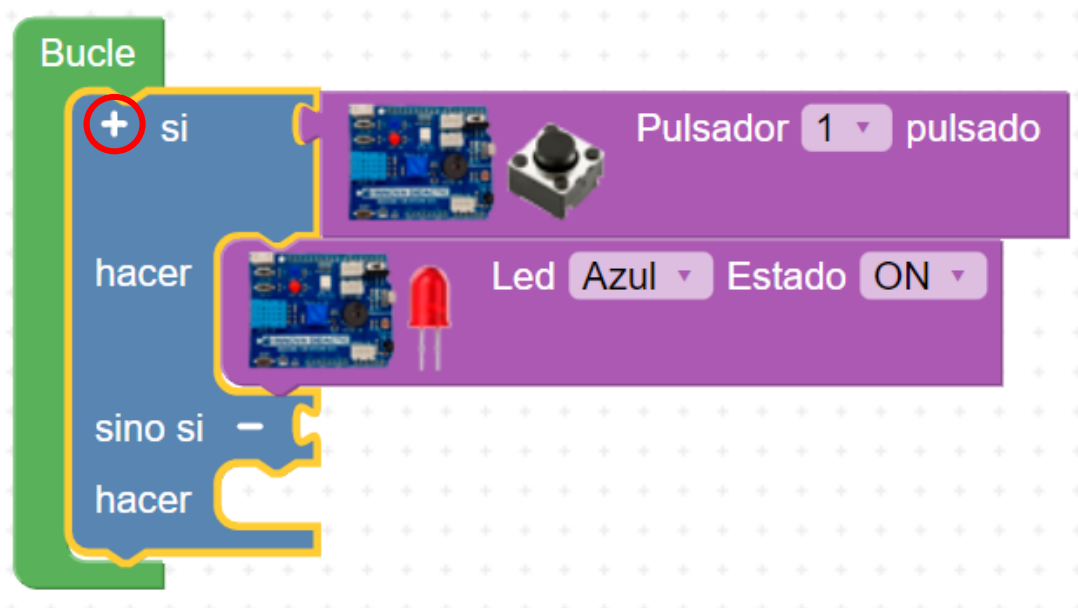 Bucle
+ si
Pulsador 1 pulsado
hacer
Led Azul Estado ON
sino si -
hacer